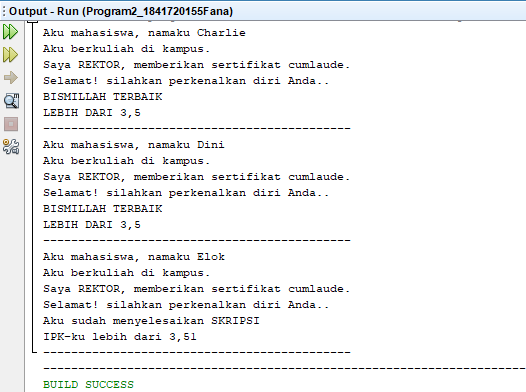 Output - Run (Program2_1841720155Fana)
Aku mahasiswa, namaku Charlie
Aku berkuliah di kampus.
Saya REKTOR, memberikan sertifikat cumlaude.
Selamat! silahkan perkenalkan diri Anda..
BISMILLAH TERBAIK
LEBIH DARI 3,5
--------------------------------------------
Aku mahasiswa, namaku Dini
Aku berkuliah di kampus.
Saya REKTOR, memberikan sertifikat cumlaude.
Selamat! silahkan perkenalkan diri Anda..
BISMILLAH TERBAIK
LEBIH DARI 3,5
--------------------------------------------
Aku mahasiswa, namaku Elok
Aku berkuliah di kampus.
Saya REKTOR, memberikan sertifikat cumlaude.
Selamat! silahkan perkenalkan diri Anda..
Aku sudah menyelesaikan SKRIPSI
IPK-ku lebih dari 3,51
--------------------------------------------
---------------------------------------------------------------------
BUILD SUCCESS